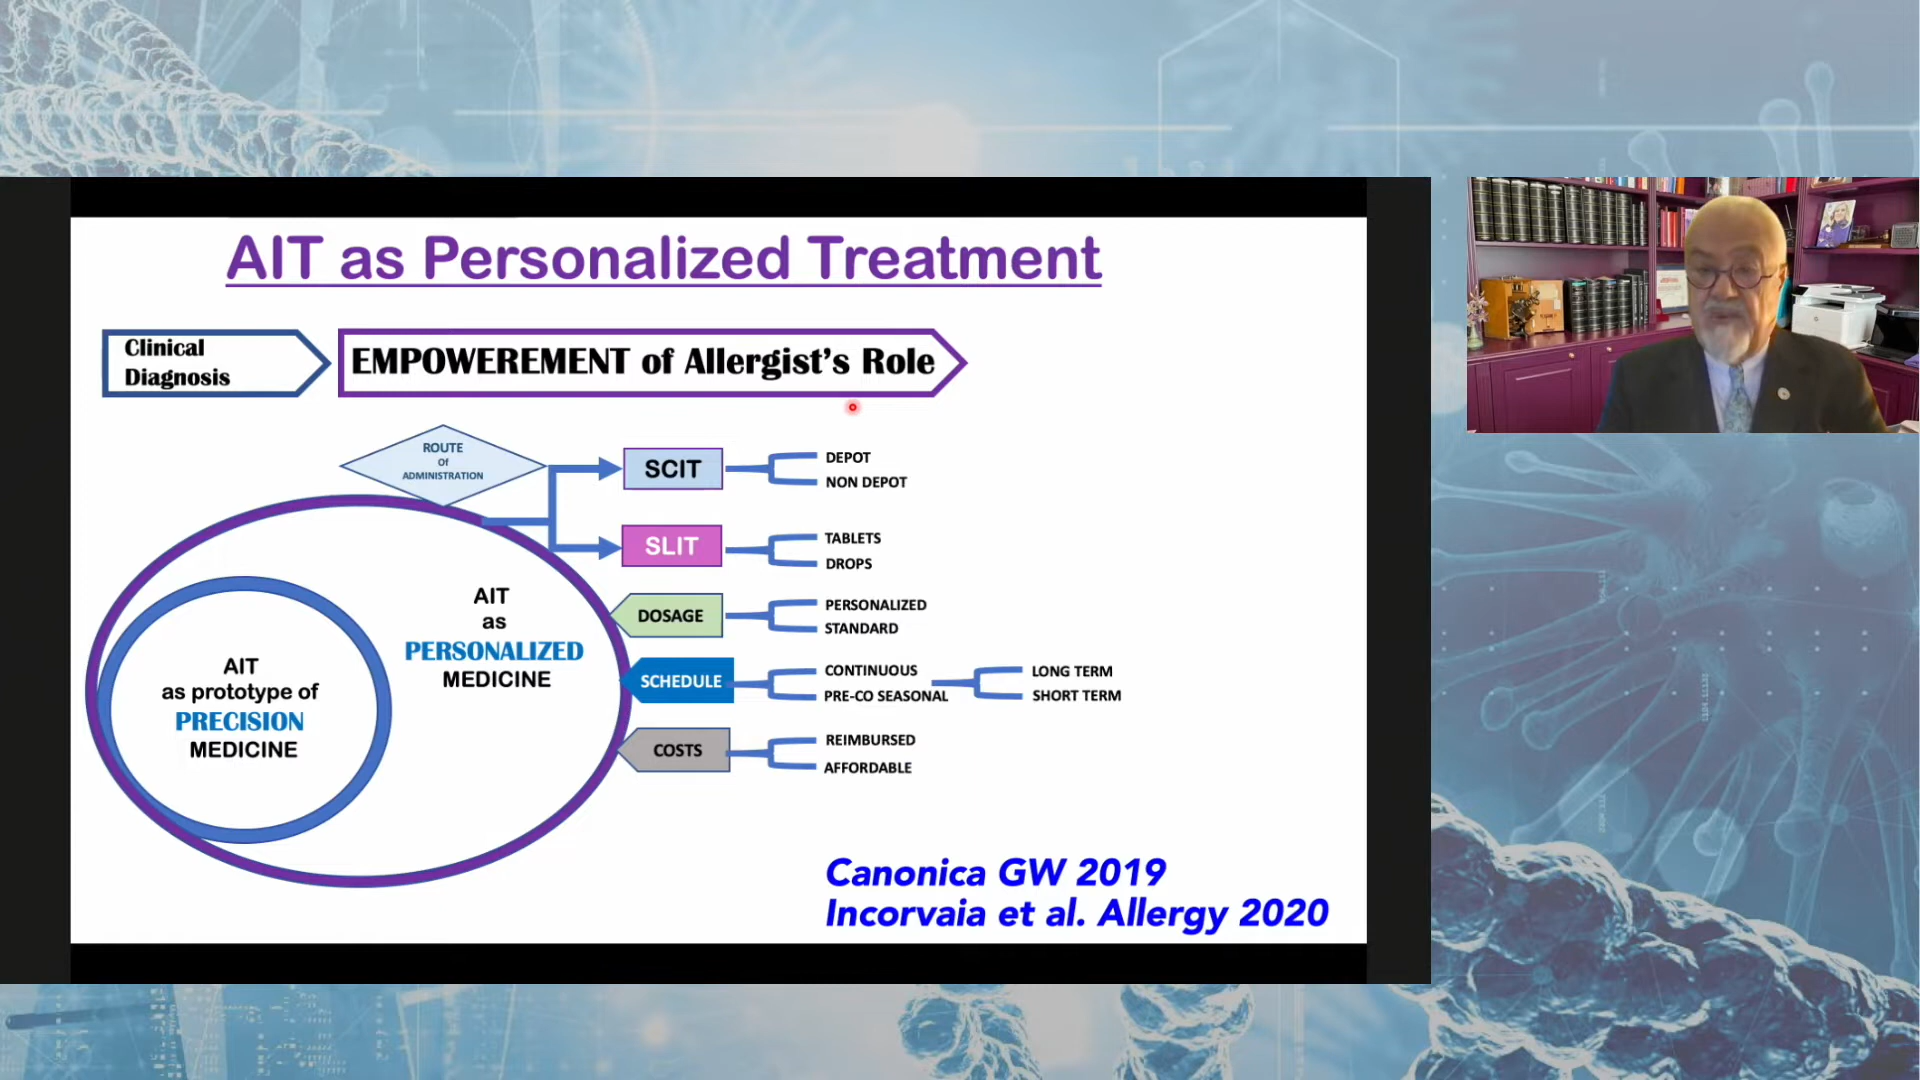 AIT as Personalized Treatment
Clinical
Diagnosis
EMPOWEREMENT of Allergist's Role
ROUTE
Of
ADMINISTRATION
SCIT
DEPOT
NON DEPOT
SLIT
TABLETS
DROPS
DOSAGE
PERSONALIZED
STANDARD
SCHEDULE
CONTINUOUS
PRE-CO SEASONAL
LONG TERM
SHORT TERM
COSTS
REIMBURSED
AFFORDABLE
AIT
as
PERSONALIZED
MEDICINE
AIT
as prototype of
PRECISION
MEDICINE
Canonica GW 2019
Incorvaia et al. Allergy 2020